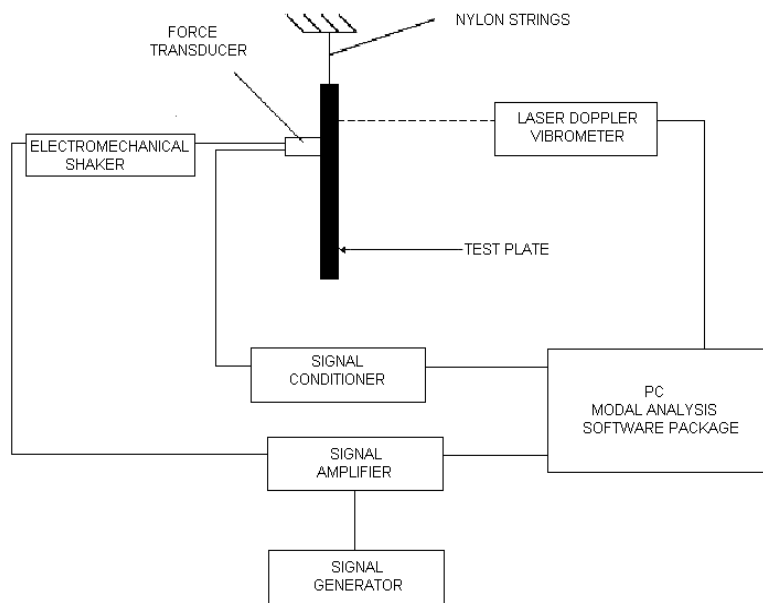 NYLON STRINGS
FORCE
TRANSDUCER
LASER DOPPLER
VIBROMETER
ELECTROMECHANICAL
SHAKER
TEST PLATE
SIGNAL
CONDITIONER
PC
MODAL ANALYSIS
SOFTWARE PACKAGE
SIGNAL
AMPLIFIER
SIGNAL
GENERATOR